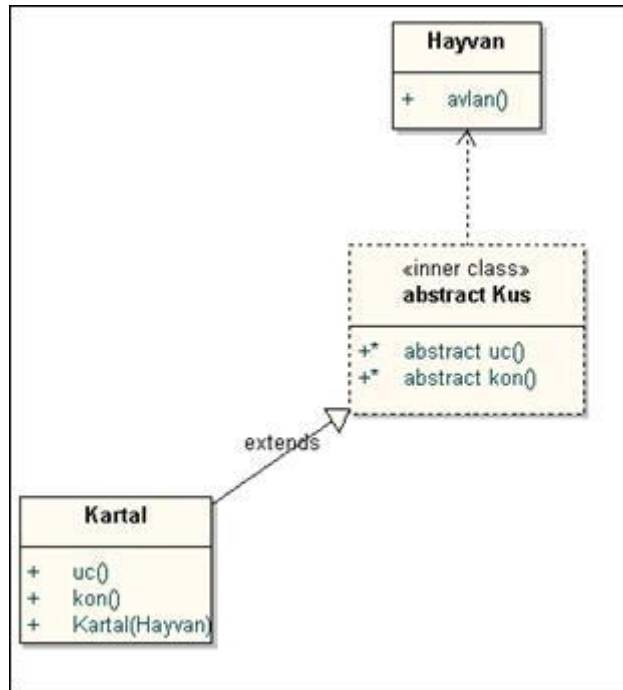 Hayvan
+ avlan()
«inner class»
abstract Kus
+* abstract uc()
+* abstract kon()
extends
Kartal
+ uc()
+ kon()
+ Kartal(Hayvan)